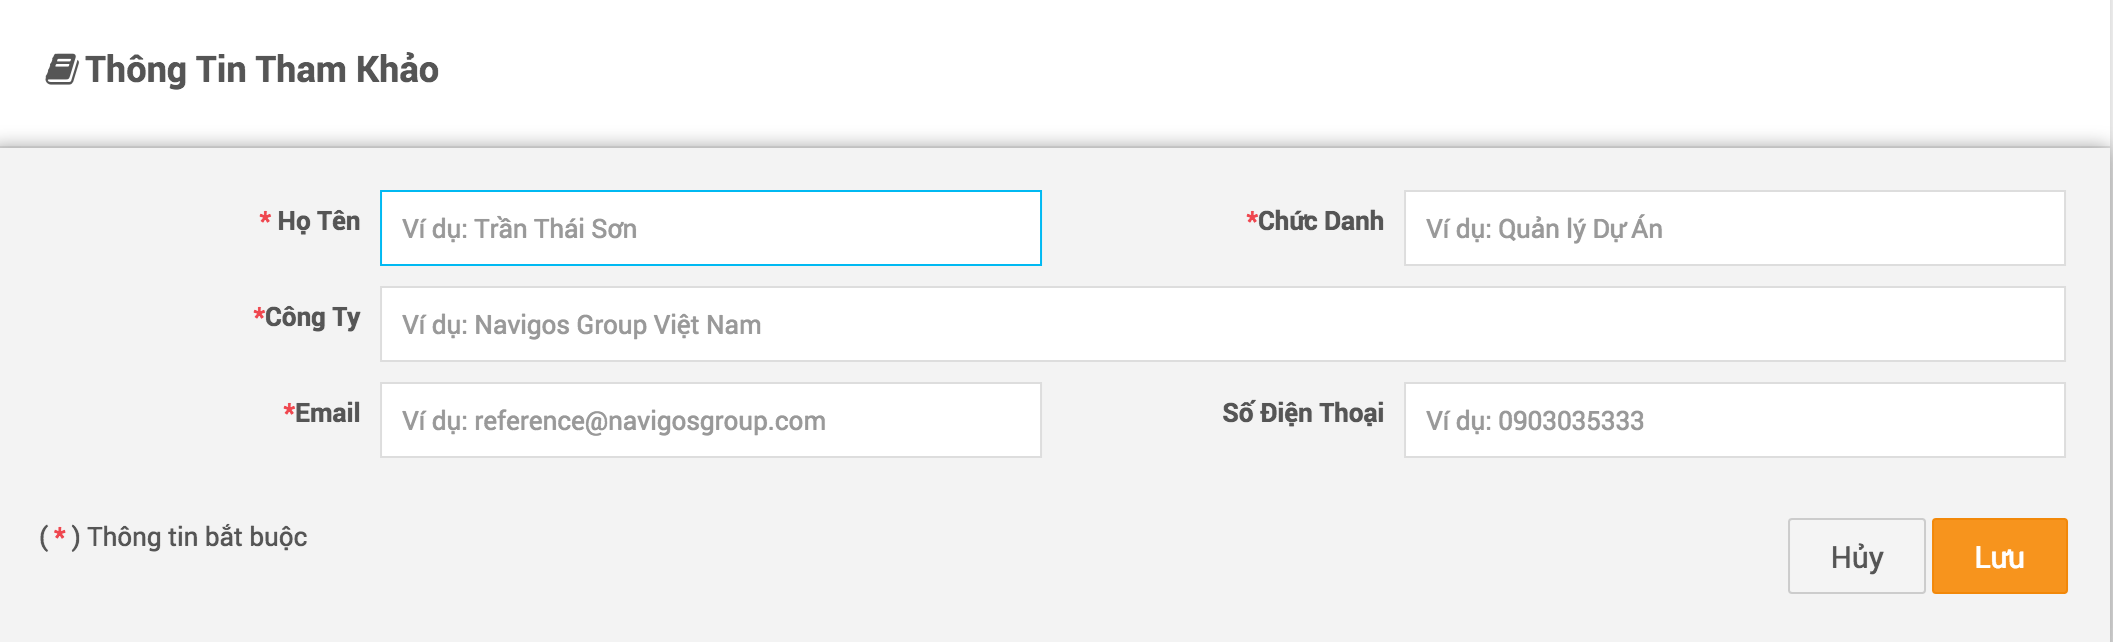 Thông Tin Tham Khảo
* Họ Tên
Ví dụ: Trần Thái Sơn
*Chức Danh
Ví dụ: Quản lý Dự Án
*Công Ty
Ví dụ: Navigos Group Việt Nam
*Email
Ví dụ: reference@navigosgroup.com
Số Điện Thoại
Ví dụ: 0903035333
( * ) Thông tin bắt buộc
Hủy
Lưu